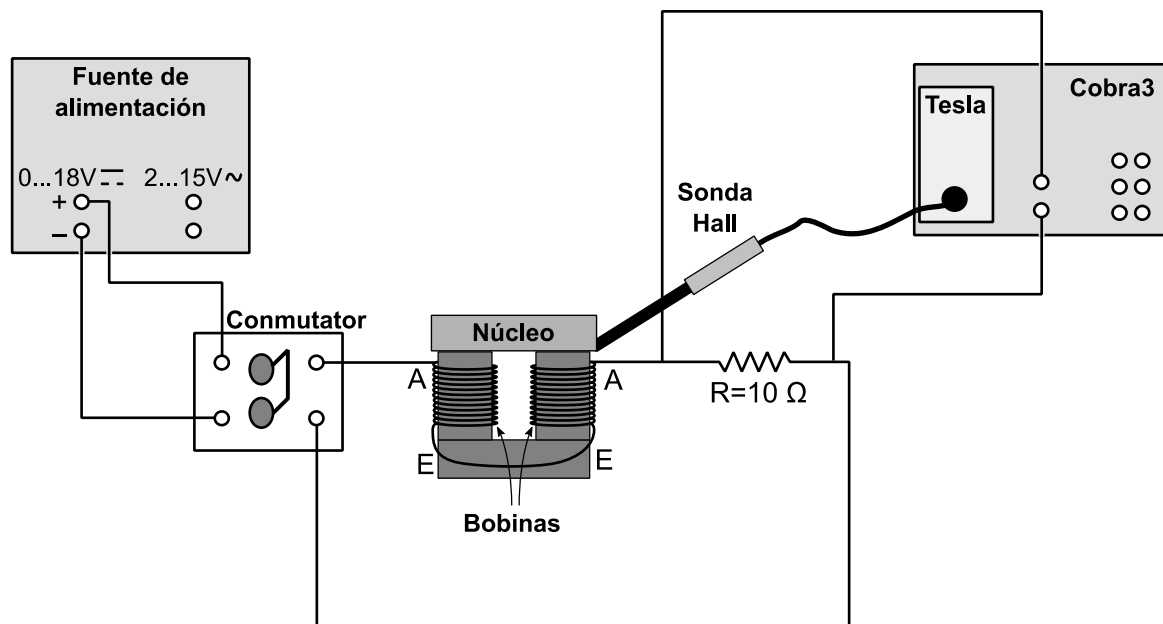 Fuente de
alimentación
0...18V 2...15V~
+
–
Conmutator
Núcleo
A
A
E
E
Bobinas
Sonda
Hall
R=10 Ω
Tesla
Cobra3